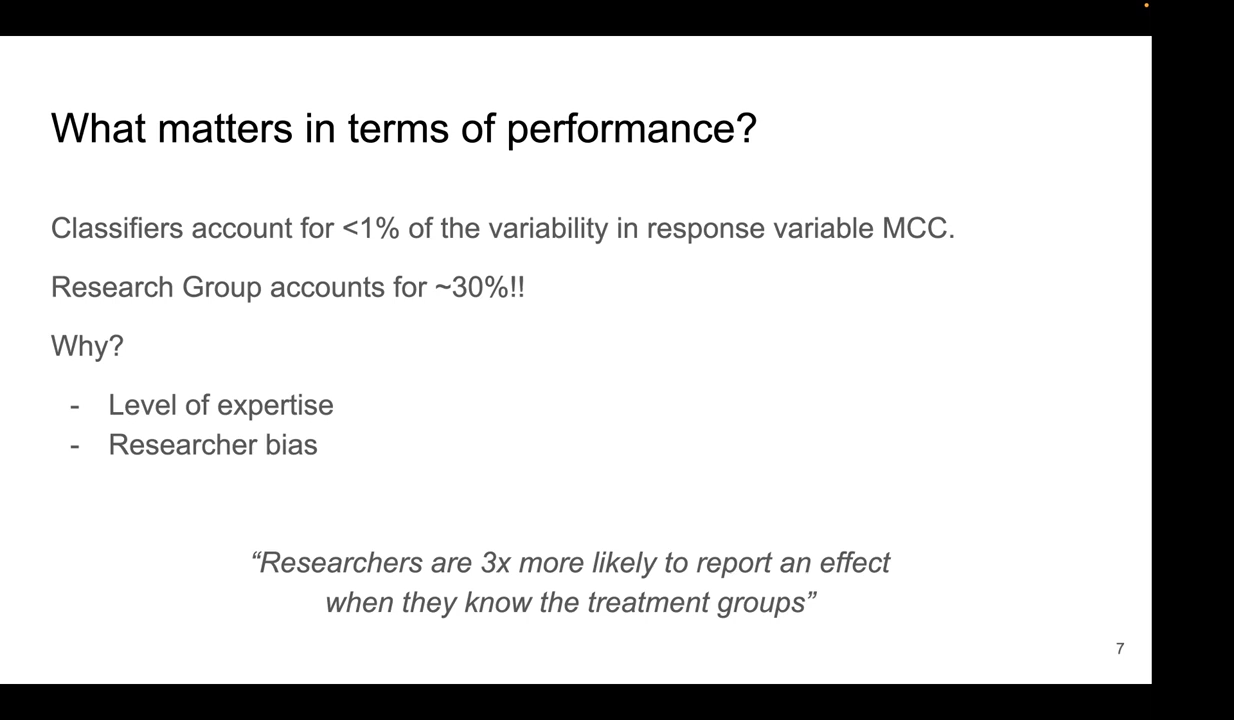 What matters in terms of performance?
Classifiers account for <1% of the variability in response variable MCC.
Research Group accounts for ~30%!!
Why?
- Level of expertise
- Researcher bias
“Researchers are 3x more likely to report an effect
when they know the treatment groups”
7